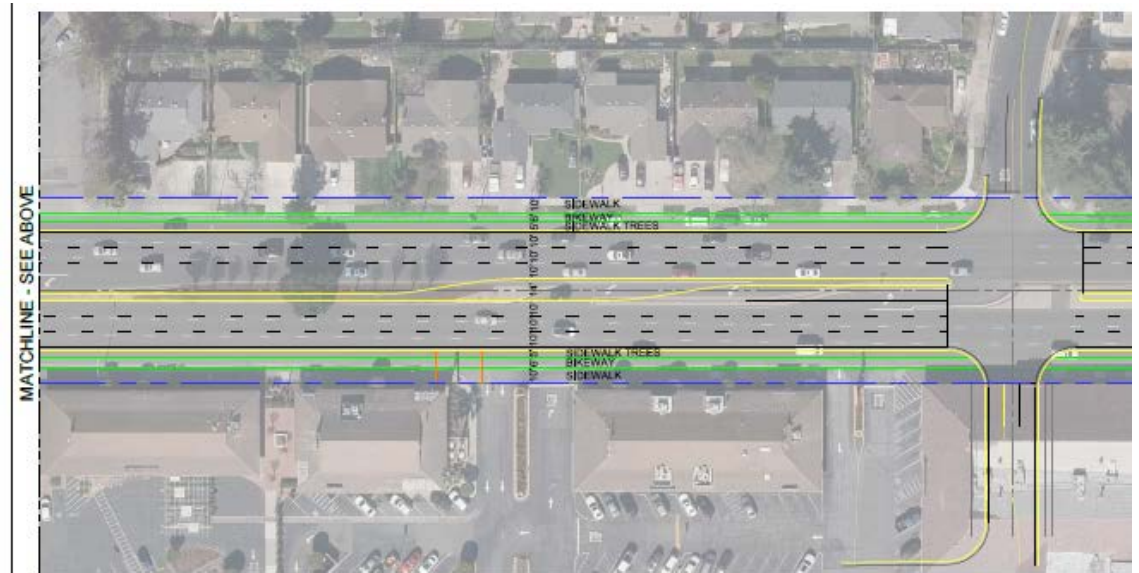 MATCHLINE - SEE ABOVE
SIDEWALK
BIKEWAY
SIDEWALK TREES
SIDEWALK TREES
BIKEWAY
SIDEWALK